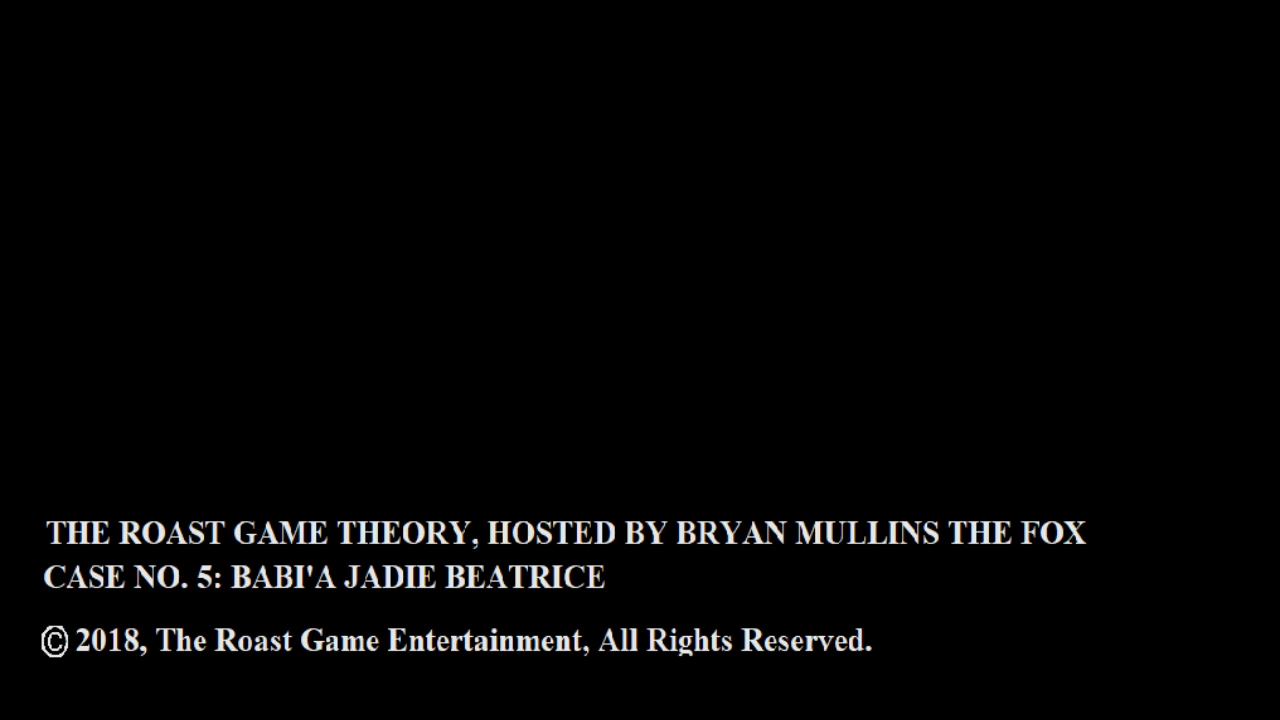 THE ROAST GAME THEORY, HOSTED BY BRYAN MULLINS THE FOX
CASE NO. 5: BABI'A JADIE BEATRICE
© 2018, The Roast Game Entertainment, All Rights Reserved.